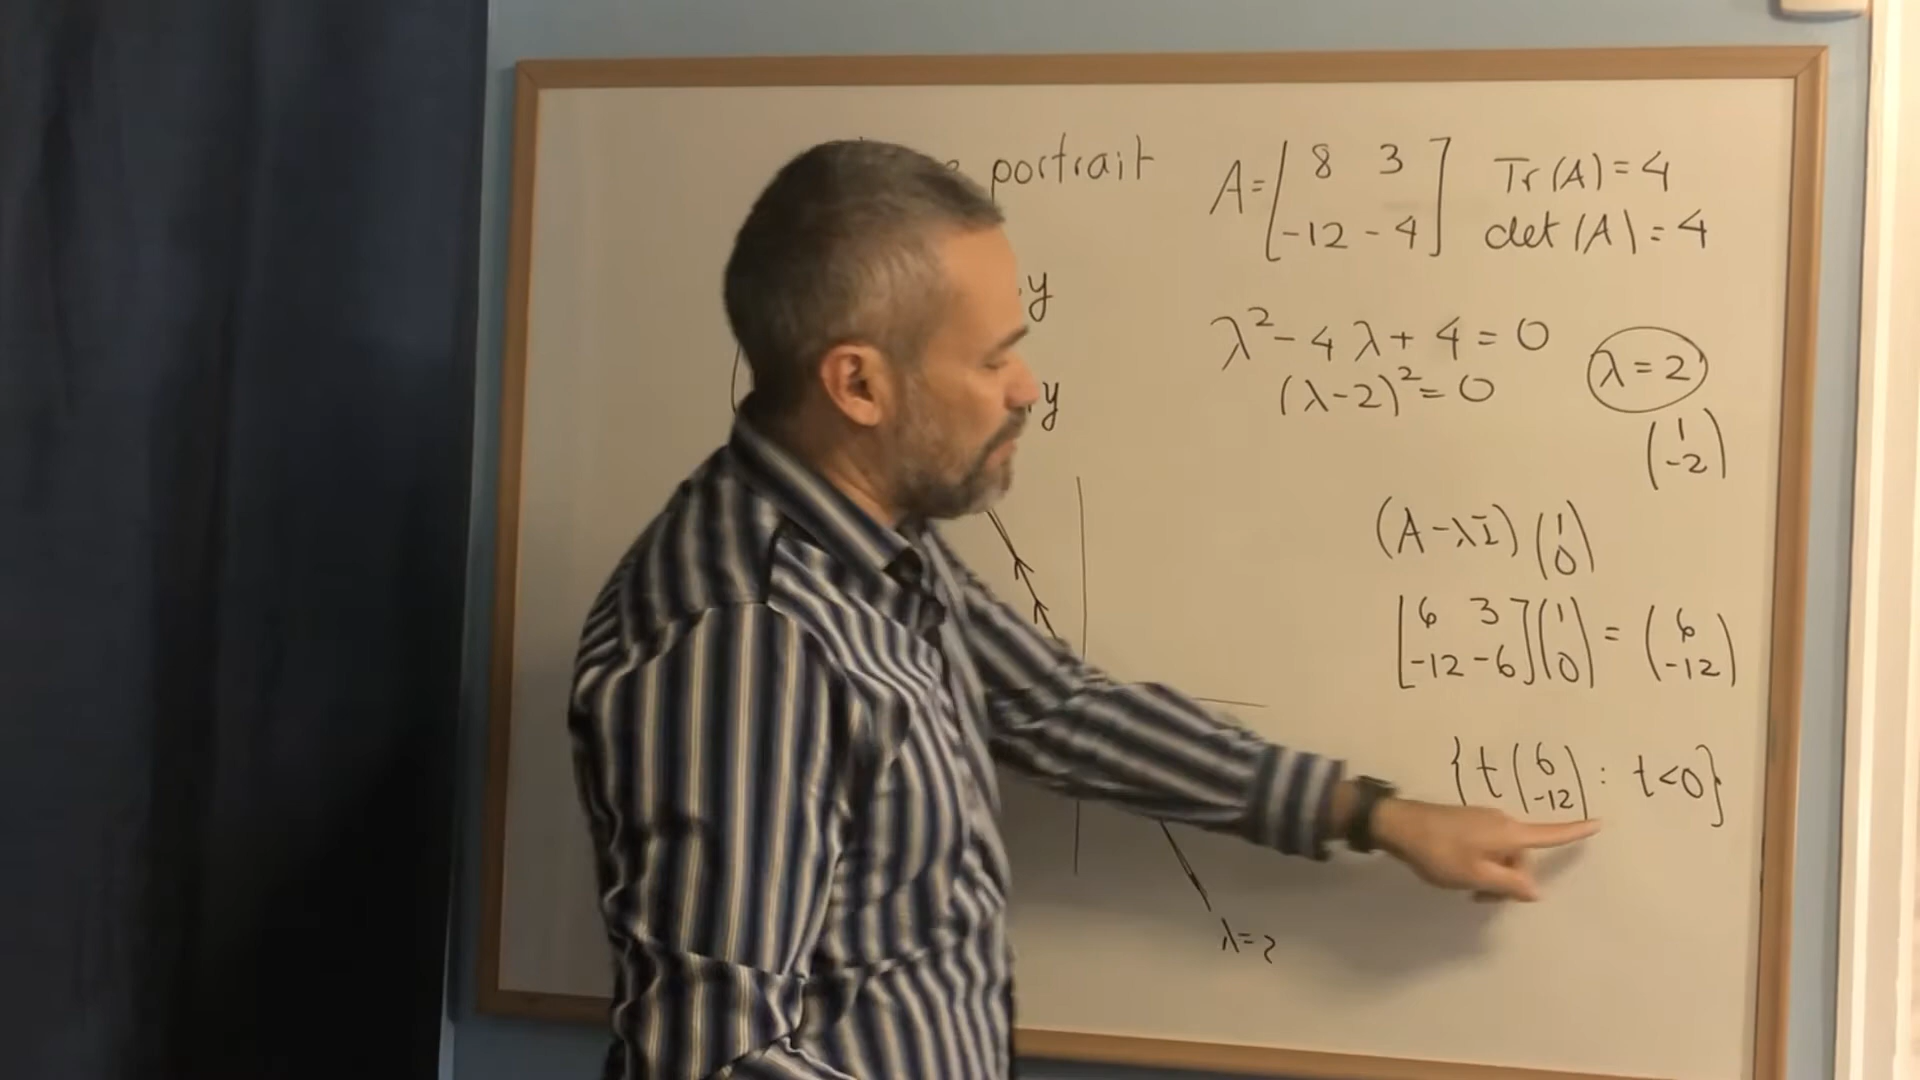 portrait
A = [ 8 3 ; -12 -4 ]
Tr(A) = 4
det(A) = 4
y
y
λ² - 4λ + 4 = 0
(λ-2)² = 0
λ = 2
( 1 ; -2 )
(A - λI) ( 1 ; 0 )
[ 6 3 ; -12 -6 ] ( 1 ; 0 ) = ( 6 ; -12 )
{ t ( 6 ; -12 ) : t < 0 }
λ = 2